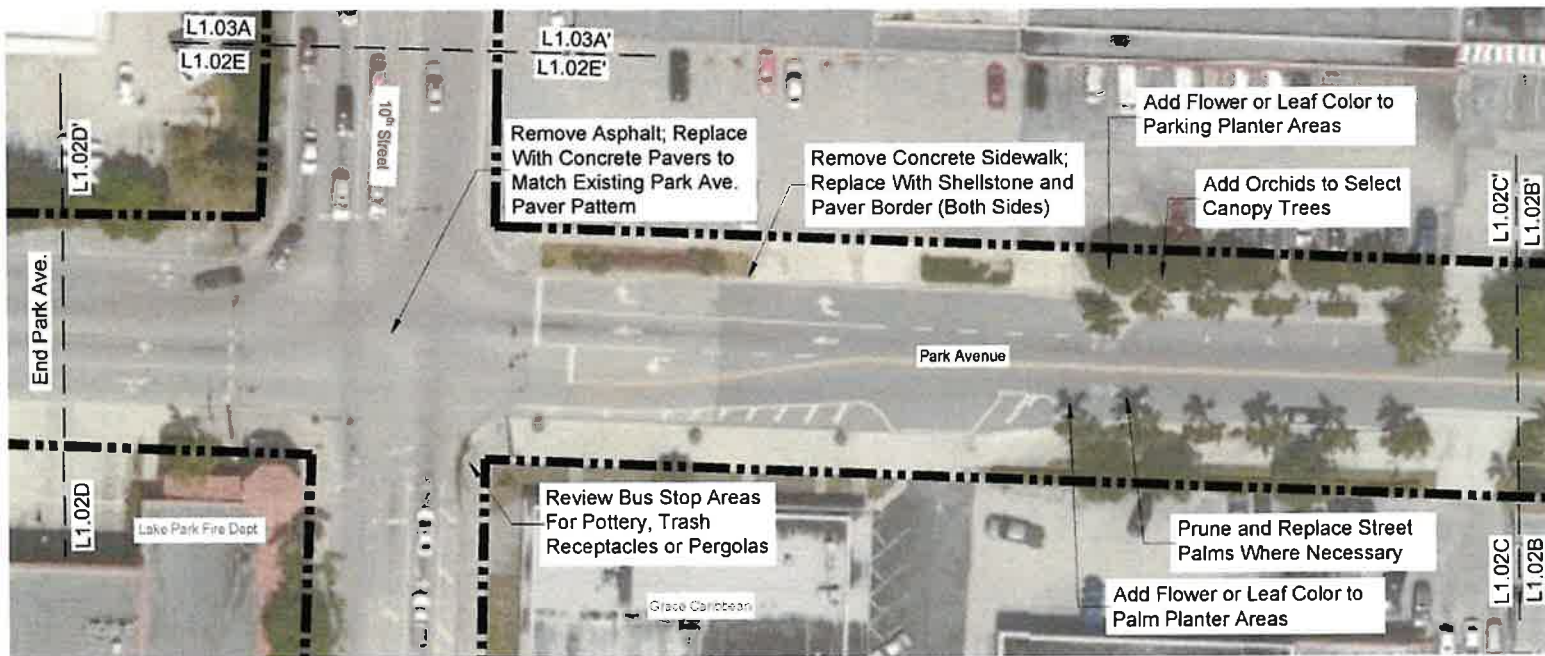 L1.03A
L1.02E
L1.03A'
L1.02E'
10th Street
Remove Asphalt; Replace
With Concrete Pavers to
Match Existing Park Ave.
Paver Pattern
Remove Concrete Sidewalk;
Replace With Shellstone and
Paver Border (Both Sides)
Add Flower or Leaf Color to
Parking Planter Areas
Add Orchids to Select
Canopy Trees
L1.02D'
L1.02C'
L1.02B'
End Park Ave.
Park Avenue
L1.02D
Lake Park Fire Dept
Review Bus Stop Areas
For Pottery, Trash
Receptacles or Pergolas
Grace Caribbean
Prune and Replace Street
Palms Where Necessary
Add Flower or Leaf Color to
Palm Planter Areas
L1.02C
L1.02B